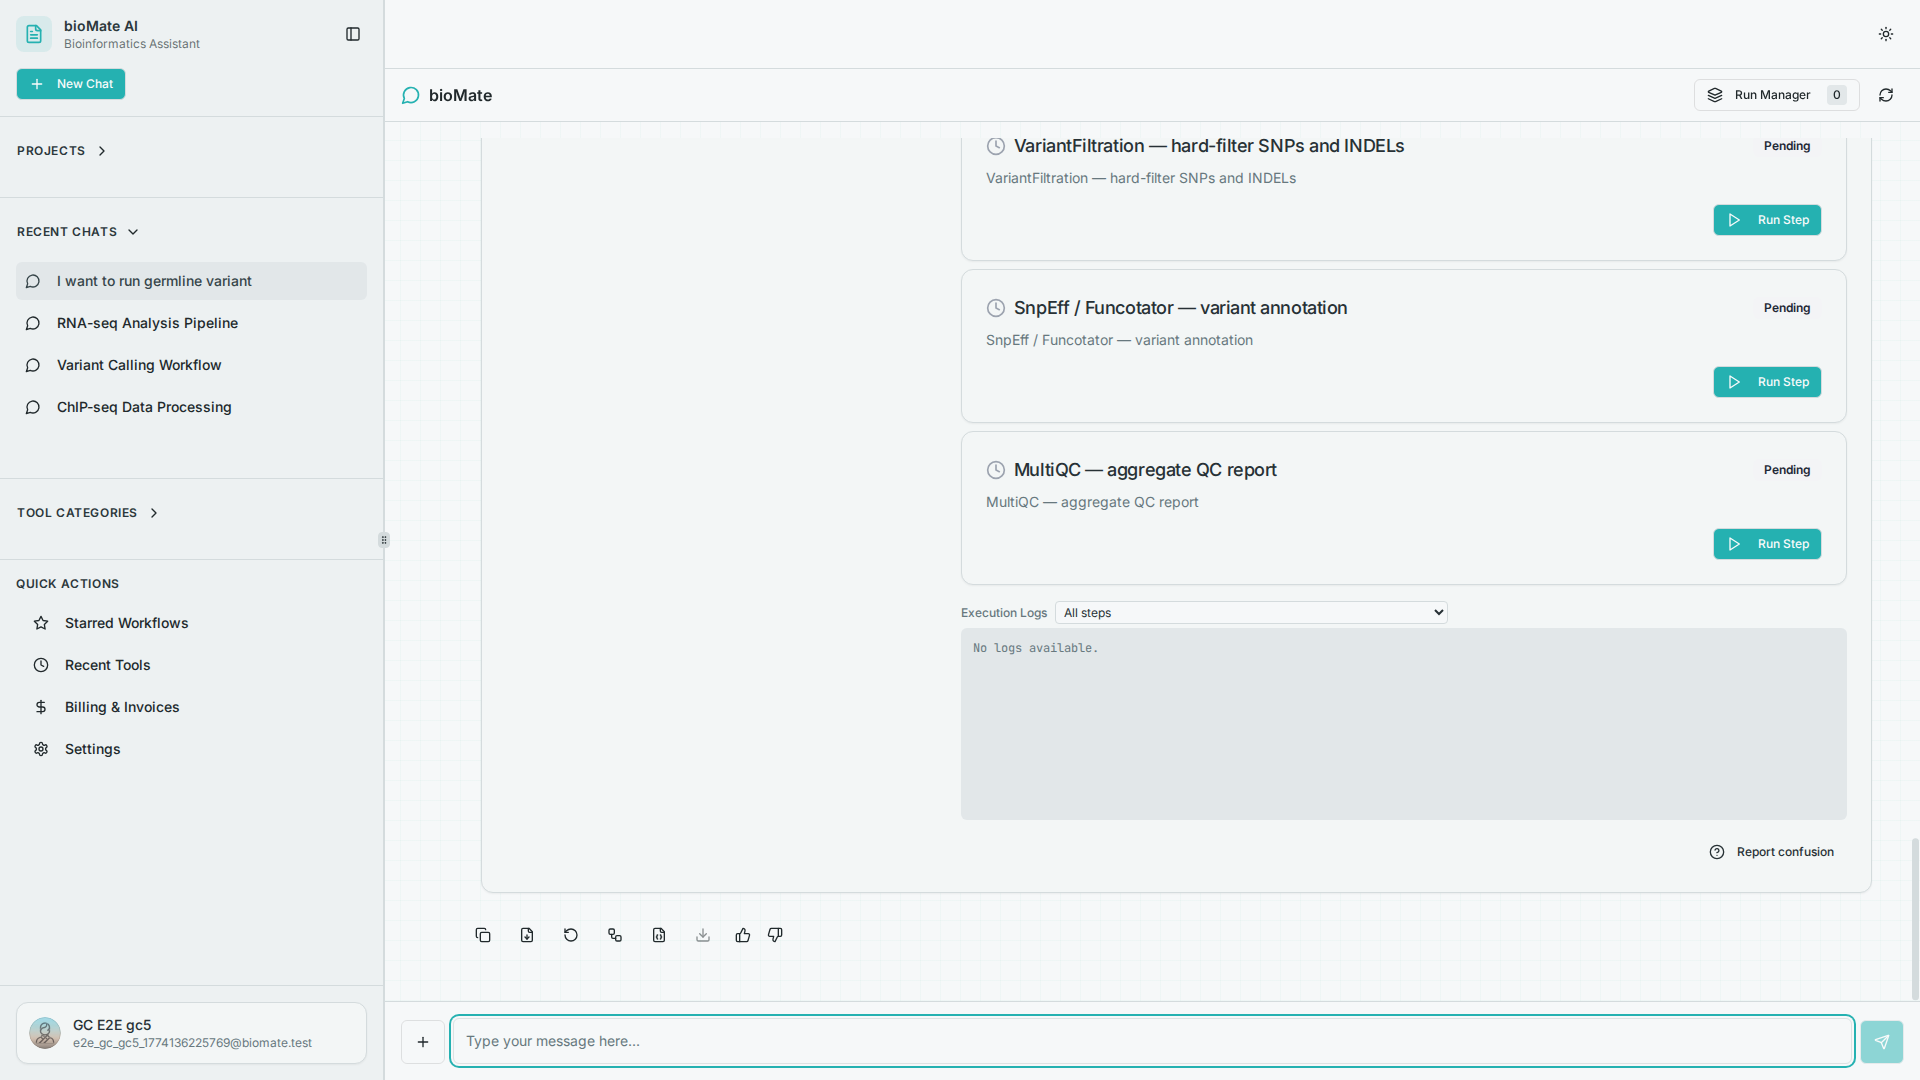 bioMate AI
Bioinformatics Assistant
New Chat
PROJECTS
RECENT CHATS
I want to run germline variant
RNA-seq Analysis Pipeline
Variant Calling Workflow
ChIP-seq Data Processing
TOOL CATEGORIES
QUICK ACTIONS
Starred Workflows
Recent Tools
Billing & Invoices
Settings
GC E2E gc5
e2e_gc_gc5_1774136225769@biomate.test
bioMate
Run Manager 0
VariantFiltration — hard-filter SNPs and INDELs Pending
VariantFiltration — hard-filter SNPs and INDELs
Run Step
SnpEff / Funcotator — variant annotation Pending
SnpEff / Funcotator — variant annotation
Run Step
MultiQC — aggregate QC report Pending
MultiQC — aggregate QC report
Run Step
Execution Logs All steps
No logs available.
Report confusion
Type your message here...